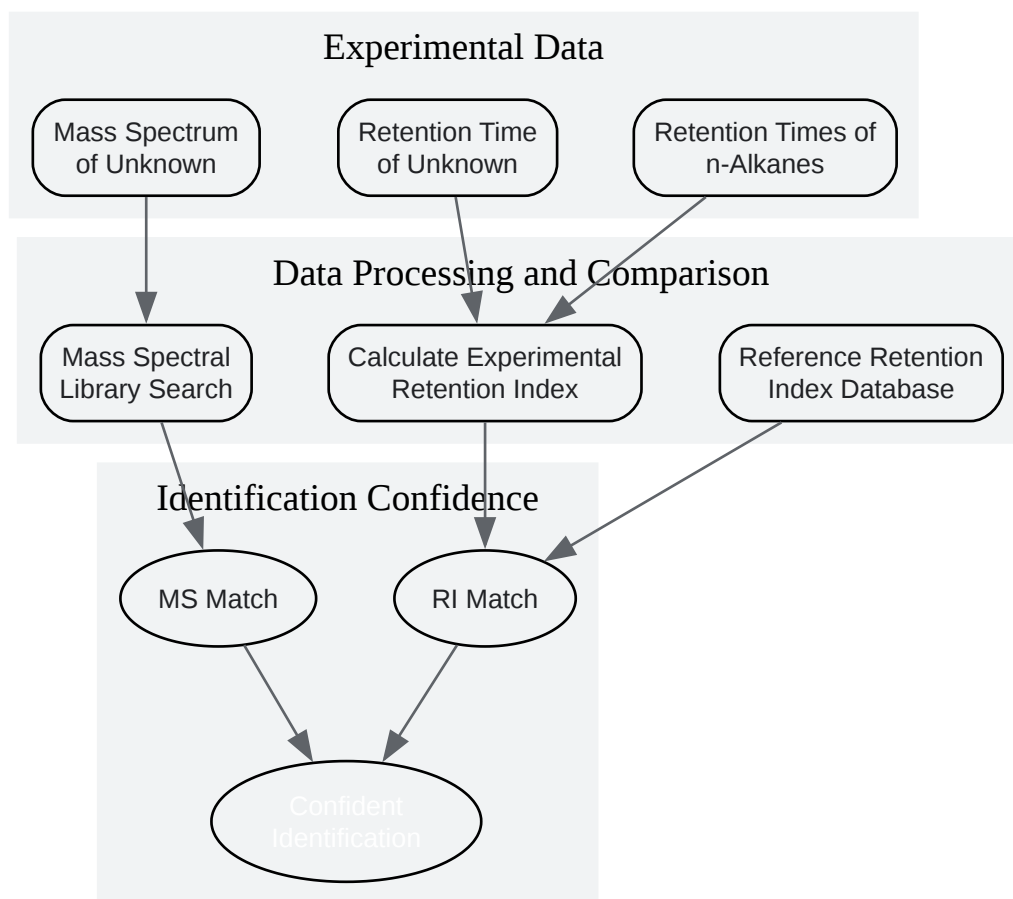 Experimental Data
Mass Spectrum
of Unknown
Retention Time
of Unknown
Retention Times of
n-Alkanes
Data Processing and Comparison
Mass Spectral
Library Search
Calculate Experimental
Retention Index
Reference Retention
Index Database
Identification Confidence
MS Match
RI Match
Confident
Identification